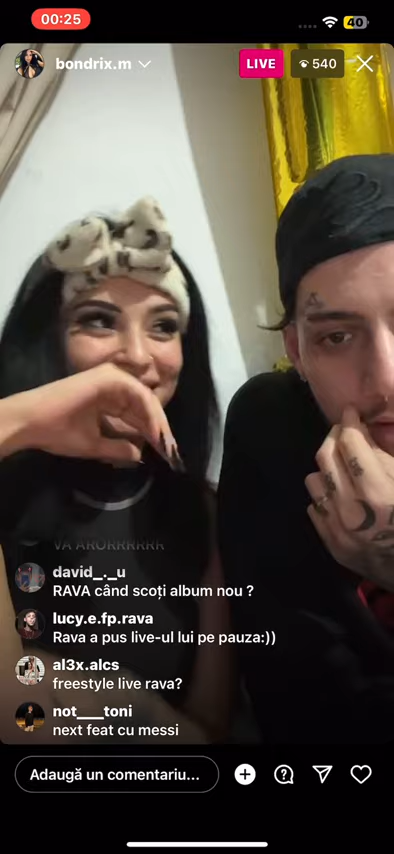 00:25
40
bondrix.m
LIVE
540
VA ARORRRRRR
david_._u
RAVA când scoți album nou ?
lucy.e.fp.rava
Rava a pus live-ul lui pe pauza:))
al3x.alcs
freestyle live rava?
not___toni
next feat cu messi
Adaugă un comentariu...